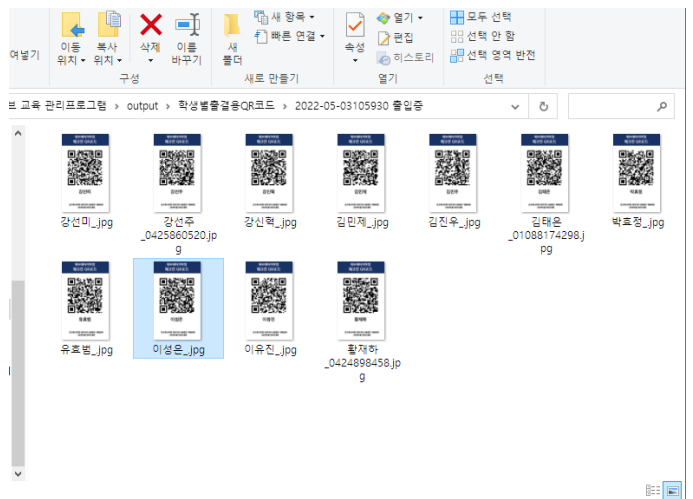 여넣기
이동
위치
복사
위치
삭제
이름
바꾸기
구성
새
폴더
새 항목
빠른 연결
새로 만들기
속성
열기
편집
히스토리
열기
모두 선택
선택 안 함
선택 영역 반전
선택
브 교육 관리프로그램 > output > 학생별출결용QR코드 > 2022-05-03105930 출입증
강선미_.jpg
강선주
_0425860520.jp
g
강신혁_.jpg
김민제_.jpg
김진우_.jpg
김태은
_01088174298.j
pg
박효정_.jpg
유효범_.jpg
이성은_.jpg
이유진_.jpg
황재하
_0424898458.jp
g